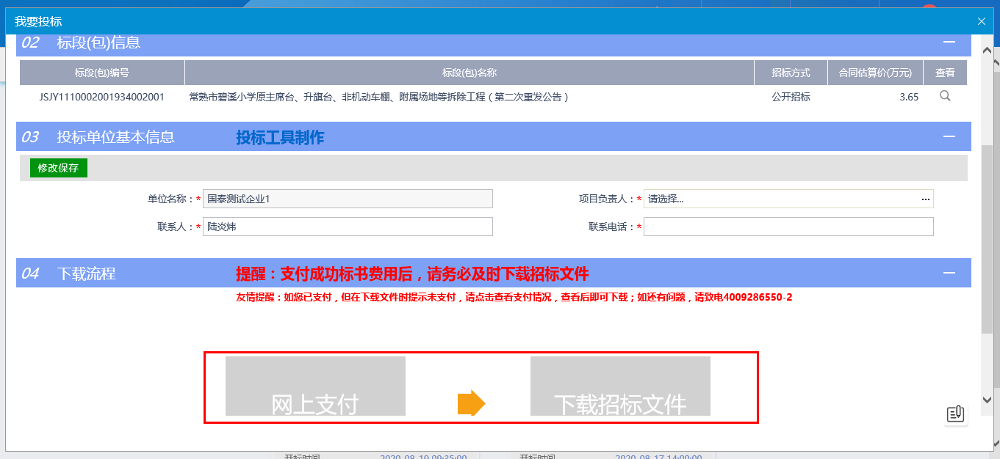 我要投标
02 标段(包)信息
标段(包)编号 标段(包)名称 招标方式 合同估算价(万元) 查看
JSJY1110002001934002001 常熟市碧溪小学原主席台、升旗台、非机动车棚、附属场地等拆除工程（第二次重发公告） 公开招标 3.65
03 投标单位基本信息 投标工具制作
修改保存
单位名称：* 国泰测试企业1 项目负责人：* 请选择... ...
联系人：* 陆炎炜 联系电话：*
04 下载流程 提醒：支付成功标书费用后，请务必及时下载招标文件
友情提醒：如您已支付，但在下载文件时提示未支付，请点击查看支付情况，查看后即可下载；如还有问题，请致电4009286550-2
网上支付 下载招标文件
开标时间 2020-08-19 09:35:00 开标时间 2020-08-17 14:00:00